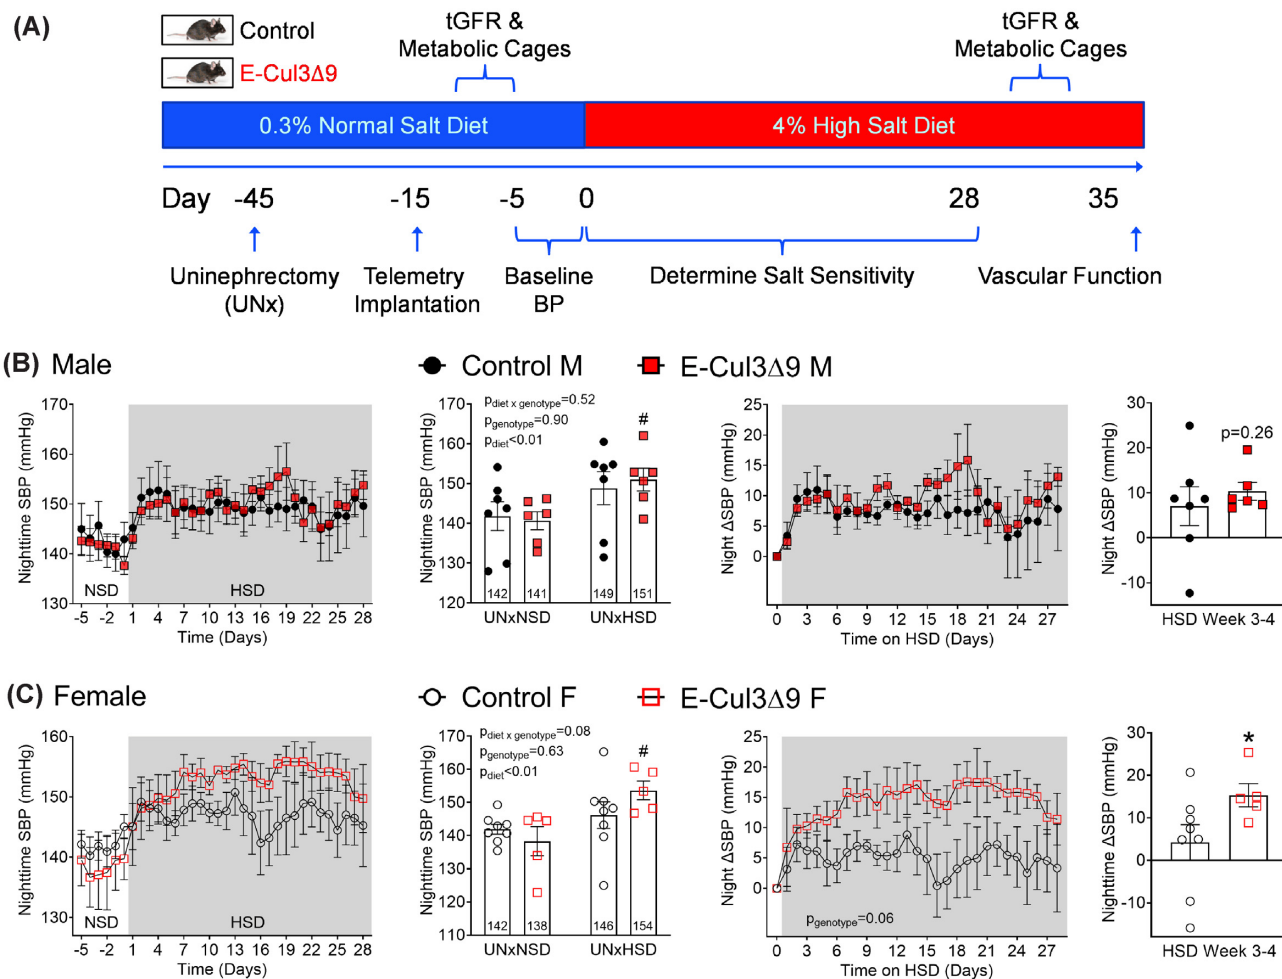 (A)
Control
E-Cul3Δ9
tGFR &
Metabolic Cages
tGFR &
Metabolic Cages
0.3% Normal Salt Diet
4% High Salt Diet
Day -45 -15 -5 0 28 35
Uninephrectomy
(UNx)
Telemetry
Implantation
Baseline
BP
Determine Salt Sensitivity
Vascular Function
(B) Male
Control M
E-Cul3Δ9 M
Nighttime SBP (mmHg)
170
160
150
140
130
NSD
HSD
-5 -2 1 4 7 10 13 16 19 22 25 28
Time (Days)
Nighttime SBP (mmHg)
170
160
150
140
130
120
pdiet x genotype=0.52
pgenotype=0.90
pdiet<0.01
#
142 141 149 151
UNxNSD UNxHSD
Night ΔSBP (mmHg)
25
20
15
10
5
0
-5
0 3 6 9 12 15 18 21 24 27
Time on HSD (Days)
Night ΔSBP (mmHg)
30
20
10
0
-10
p=0.26
HSD Week 3-4
(C) Female
Control F
E-Cul3Δ9 F
Nighttime SBP (mmHg)
160
150
140
130
NSD
HSD
-5 -2 1 4 7 10 13 16 19 22 25 28
Time (Days)
Nighttime SBP (mmHg)
170
160
150
140
130
120
110
pdiet x genotype=0.08
pgenotype=0.63
pdiet<0.01
#
142 138 146 154
UNxNSD UNxHSD
Night ΔSBP (mmHg)
25
20
15
10
5
0
-5
pgenotype=0.06
0 3 6 9 12 15 18 21 24 27
Time on HSD (Days)
Nighttime ΔSBP (mmHg)
30
20
10
0
-10
*
HSD Week 3-4